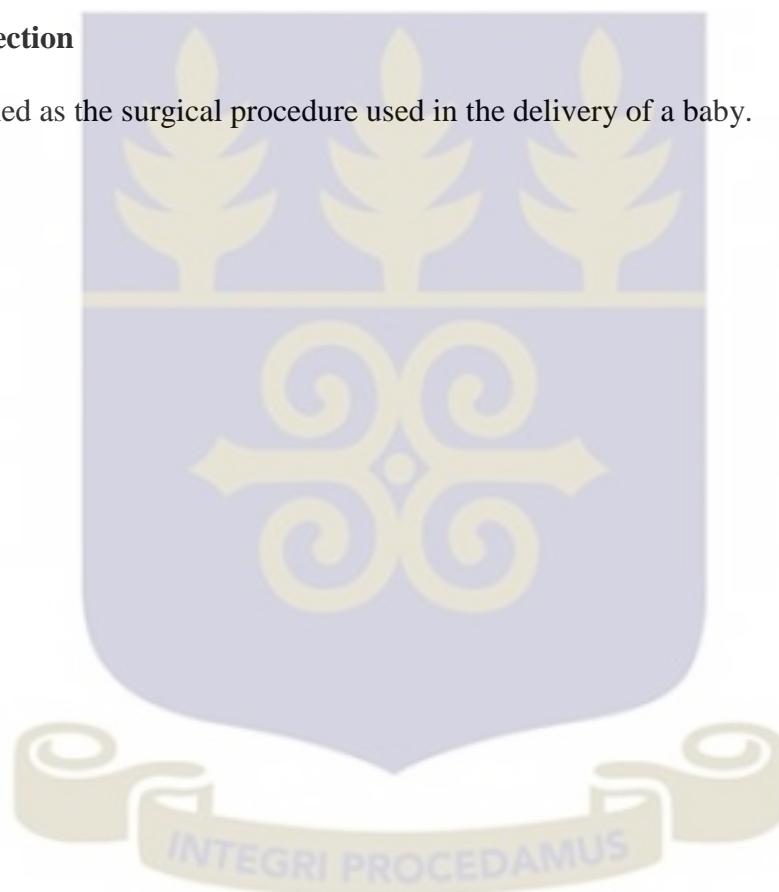 ection
ed as the surgical procedure used in the delivery of a baby.
INTEGRI PROCEDAMUS